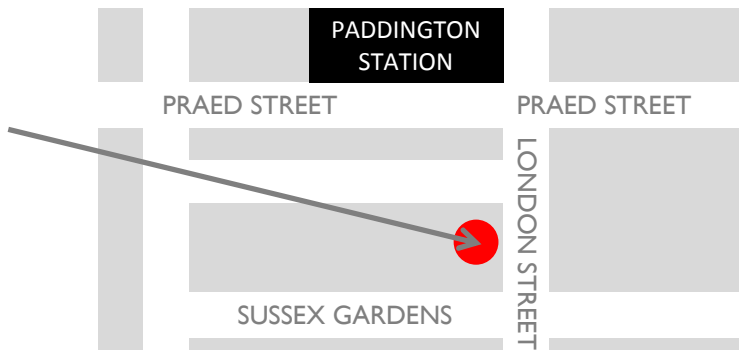 PADDINGTON
STATION
PRAED STREET
PRAED STREET
LONDON STREET
SUSSEX GARDENS